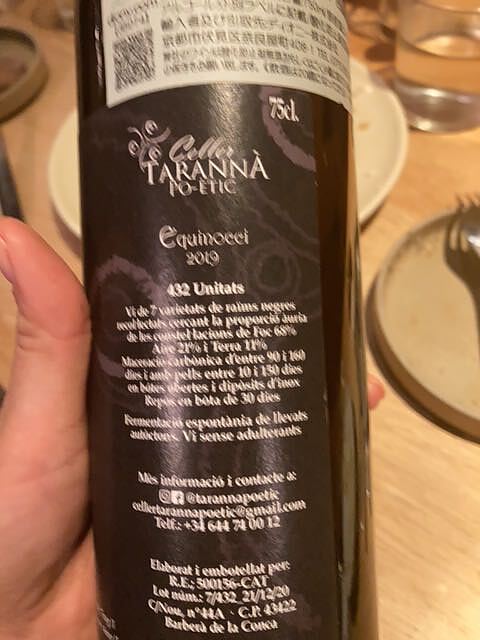 75cl.
Celler
TARANNÀ
PO-ÈTIC
Equinocci
2019
432 Unitats
Vi de 7 varietats de raims negres
recol·lectats cercant la proporció àuria
de les constel·lacions de Foc 68%
Aire 21% i Terra 11%
Maceració carbònica d'entre 90 i 160
dies i amb pells entre 10 i 150 dies
en bótes obertes i dipòsits d'inox
Repòs en bóta de 30 dies
Fermentació espontània de llevats
autòctons. Vi sense adulterants
Més informació i contacte a:
@tarannapoetic
cellertarannapoetic@gmail.com
Telf.: +34 644 74 00 12
Elaborat i embotellat per:
R.E.; 500156-CAT
Lot núm.: 7/432_21/12/20
C/Nou, nº44A · C.P. 43422
Barberà de la Conca